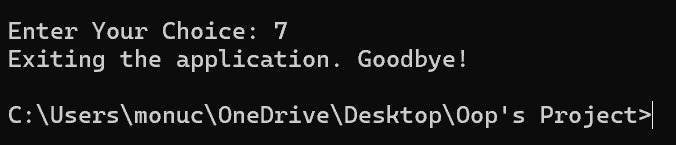 Enter Your Choice: 7
Exiting the application. Goodbye!
C:\Users\monuc\OneDrive\Desktop\Oop's Project>